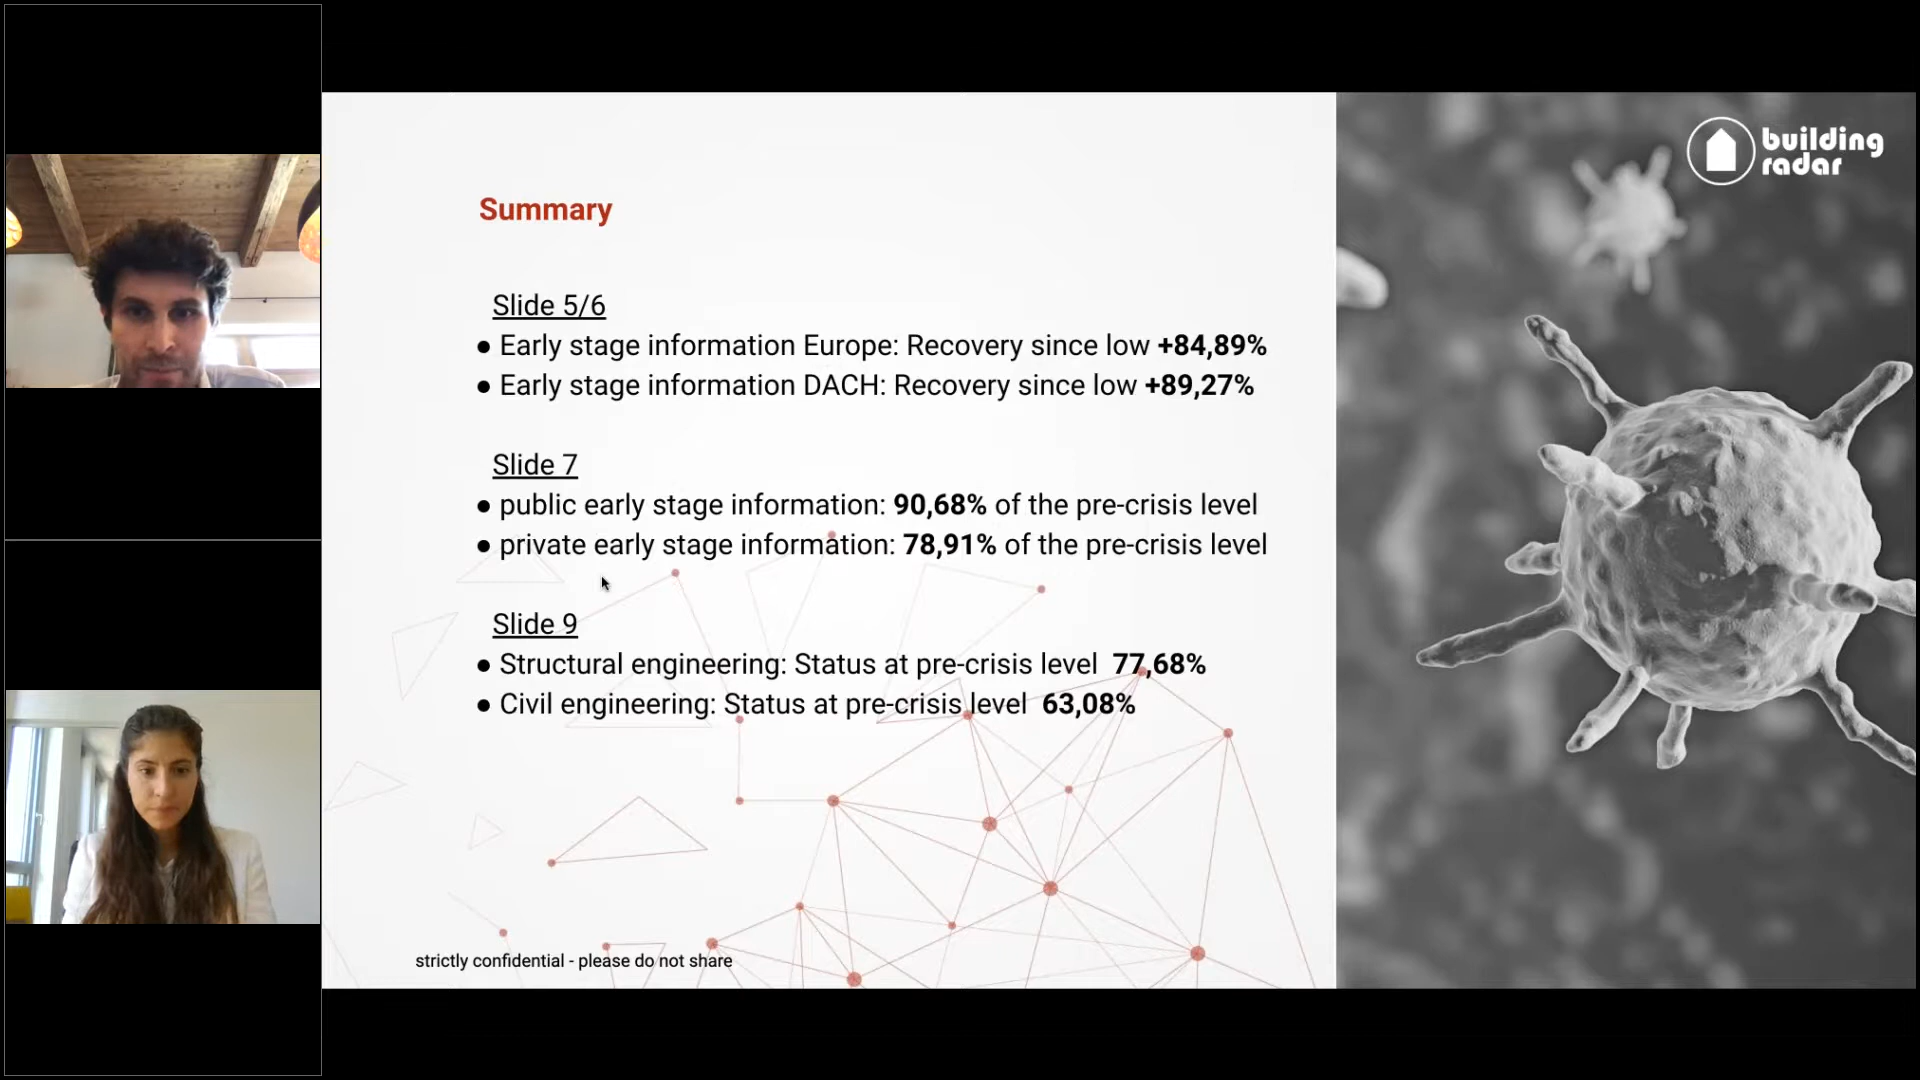 building
radar
Summary
Slide 5/6
● Early stage information Europe: Recovery since low +84,89%
● Early stage information DACH: Recovery since low +89,27%
Slide 7
● public early stage information: 90,68% of the pre-crisis level
● private early stage information: 78,91% of the pre-crisis level
Slide 9
● Structural engineering: Status at pre-crisis level 77,68%
● Civil engineering: Status at pre-crisis level 63,08%
strictly confidential - please do not share